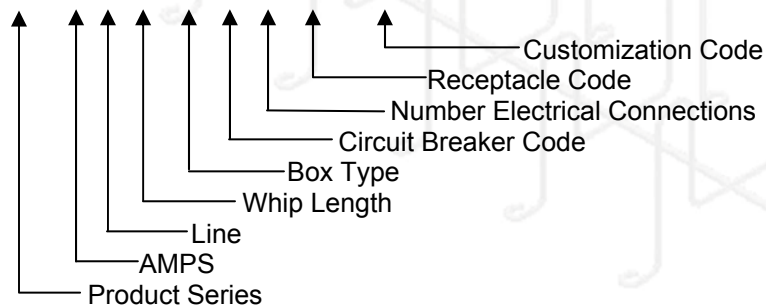 Customization Code
Receptacle Code
Number Electrical Connections
Circuit Breaker Code
Box Type
Whip Length
Line
AMPS
Product Series